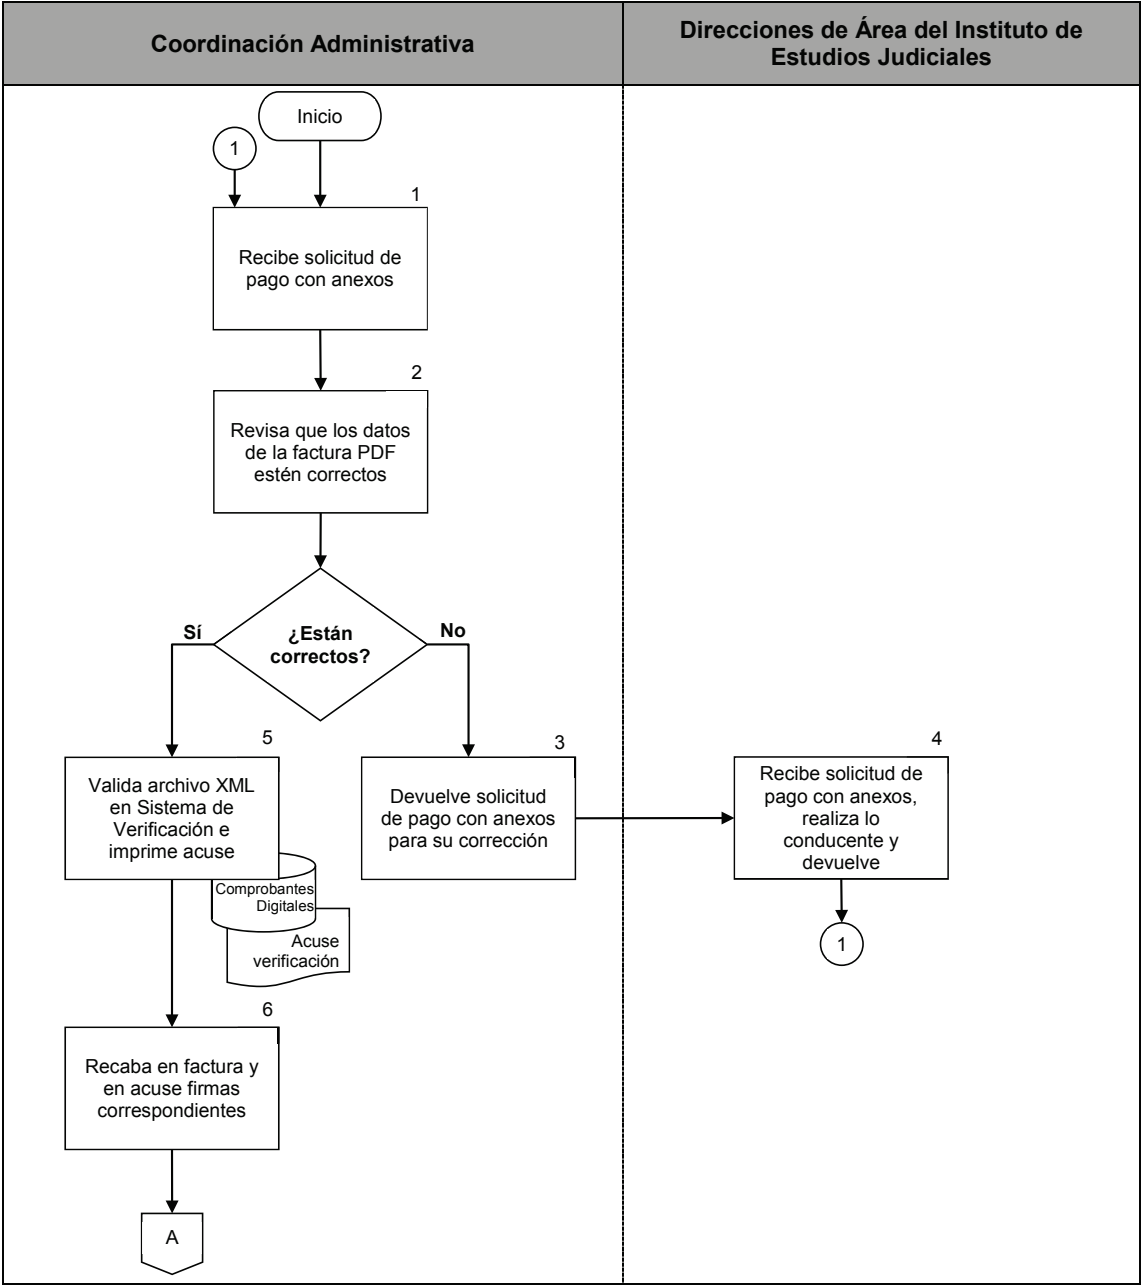 Coordinación Administrativa
Direcciones de Área del Instituto de
Estudios Judiciales
Inicio
1
1
Recibe solicitud de
pago con anexos
2
Revisa que los datos
de la factura PDF
estén correctos
¿Están
correctos?
Sí
No
5
Valida archivo XML
en Sistema de
Verificación e
imprime acuse
Comprobantes
Digitales
Acuse
verificación
3
Devuelve solicitud
de pago con anexos
para su corrección
4
Recibe solicitud de
pago con anexos,
realiza lo
conducente y
devuelve
1
6
Recaba en factura y
en acuse firmas
correspondientes
A